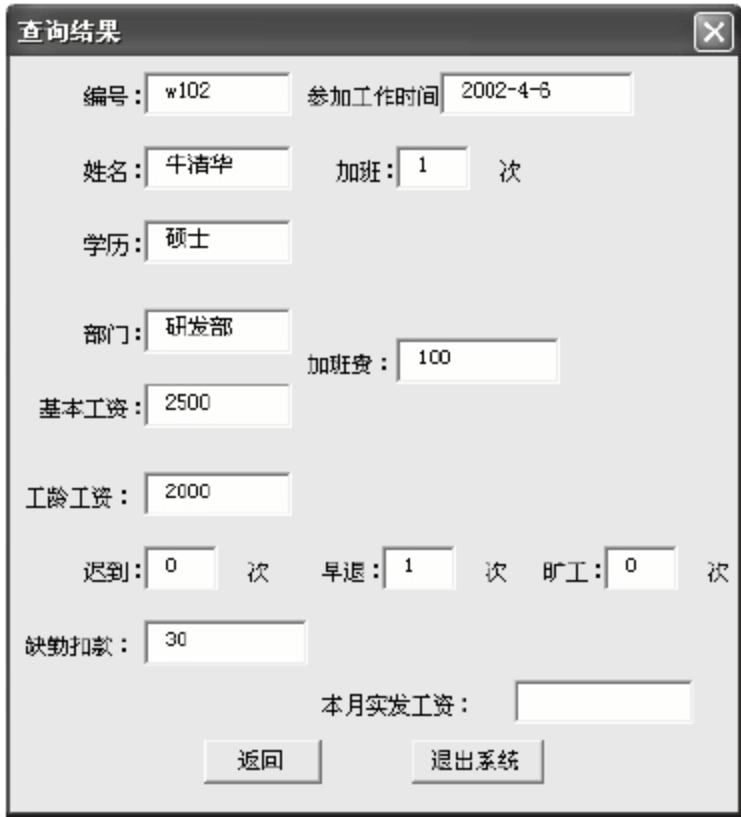 查询结果
编号: w102 参加工作时间 2002-4-6
姓名: 牛清华 加班: 1 次
学历: 硕士
部门: 研发部
加班费: 100
基本工资: 2500
工龄工资: 2000
迟到: 0 次 早退: 1 次 旷工: 0 次
缺勤扣款: 30
本月实发工资:
返回 退出系统